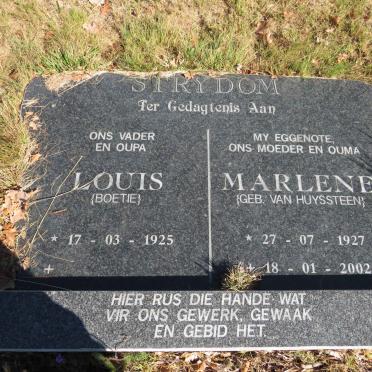 STRYDOM
Ter Gedagtenis Aan
ONS VADER
EN OUPA
LOUIS
{BOETIE}
* 17 - 03 - 1925
+
MY EGGENOTE,
ONS MOEDER EN OUMA
MARLENE
{GEB. VAN HUYSSTEEN}
* 27 - 07 - 1927
+ 18 - 01 - 2002
HIER RUS DIE HANDE WAT
VIR ONS GEWERK, GEWAAK
EN GEBID HET.